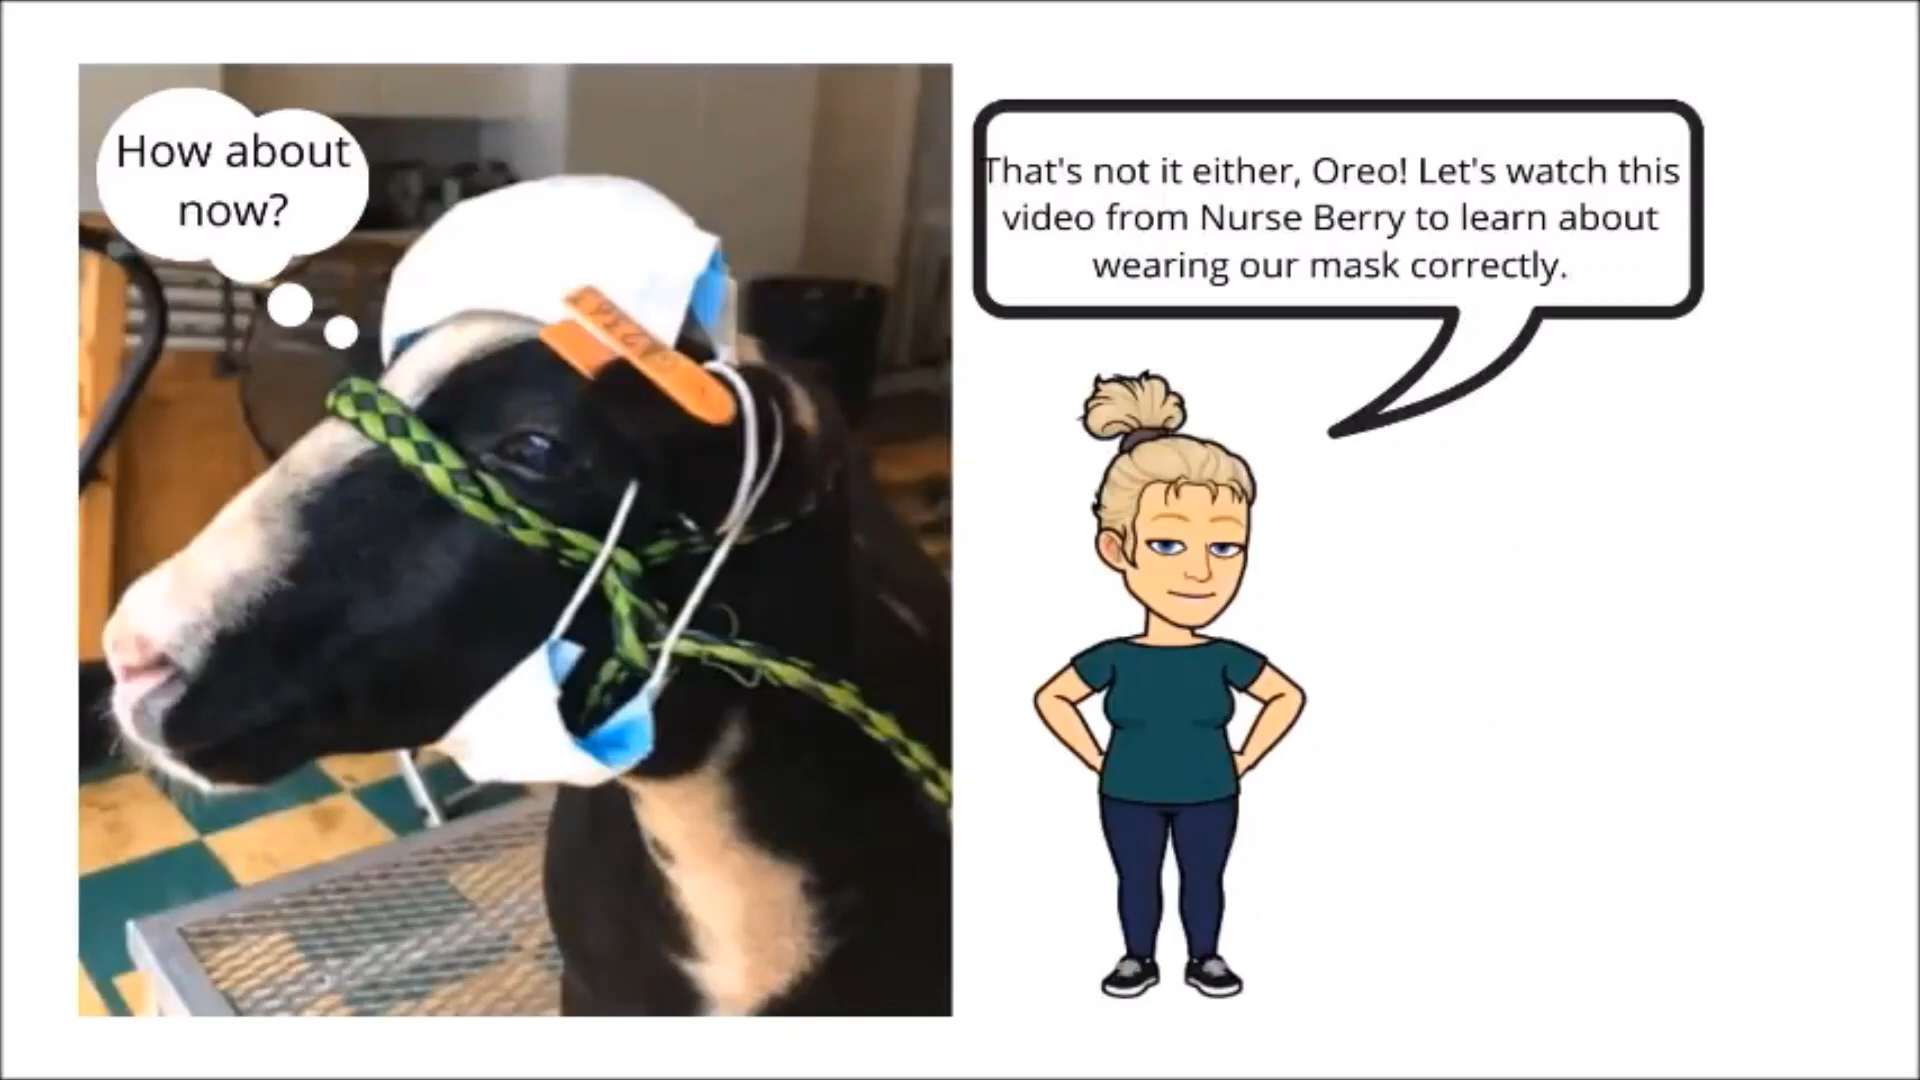 How about
now?
That's not it either, Oreo! Let's watch this
video from Nurse Berry to learn about
wearing our mask correctly.